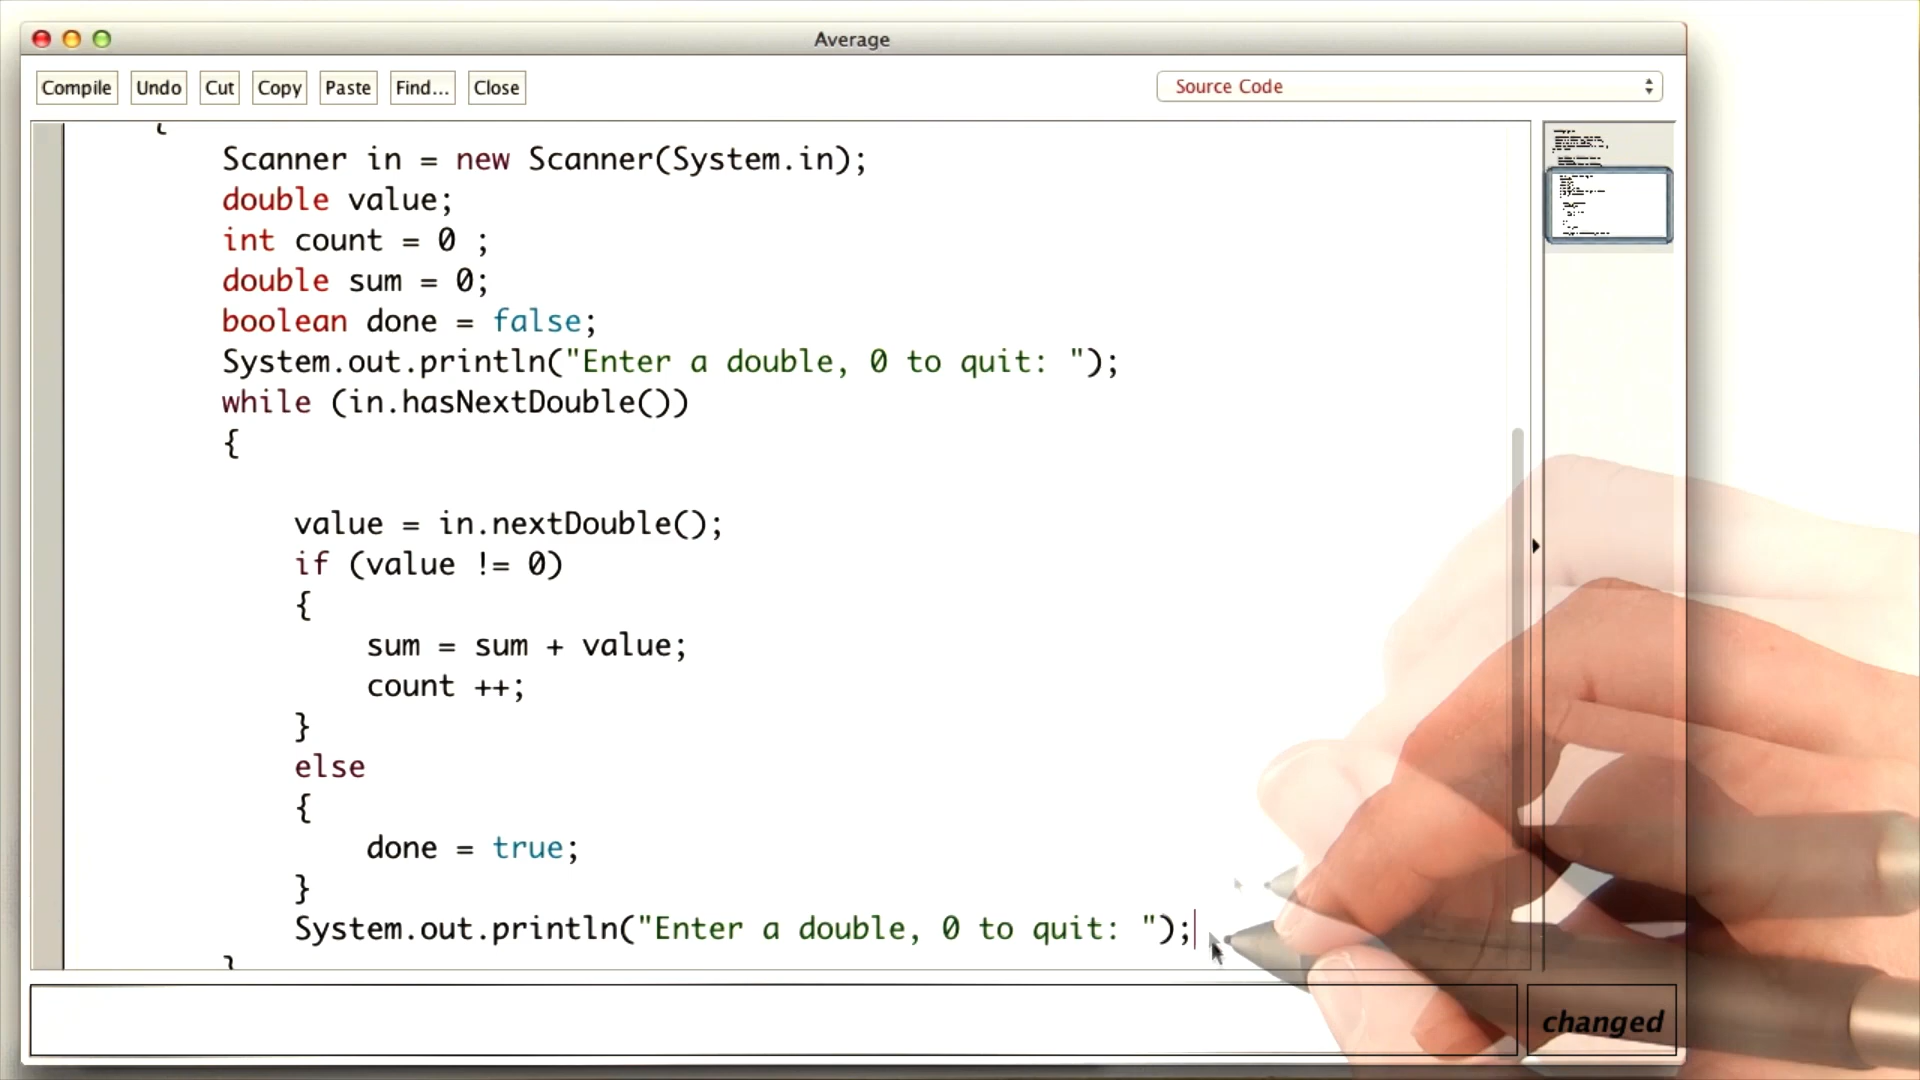 Average
Compile Undo Cut Copy Paste Find... Close Source Code
{
Scanner in = new Scanner(System.in);
double value;
int count = 0 ;
double sum = 0;
boolean done = false;
System.out.println("Enter a double, 0 to quit: ");
while (in.hasNextDouble())
{
value = in.nextDouble();
if (value != 0)
{
sum = sum + value;
count ++;
}
else
{
done = true;
}
System.out.println("Enter a double, 0 to quit: ");
}
changed